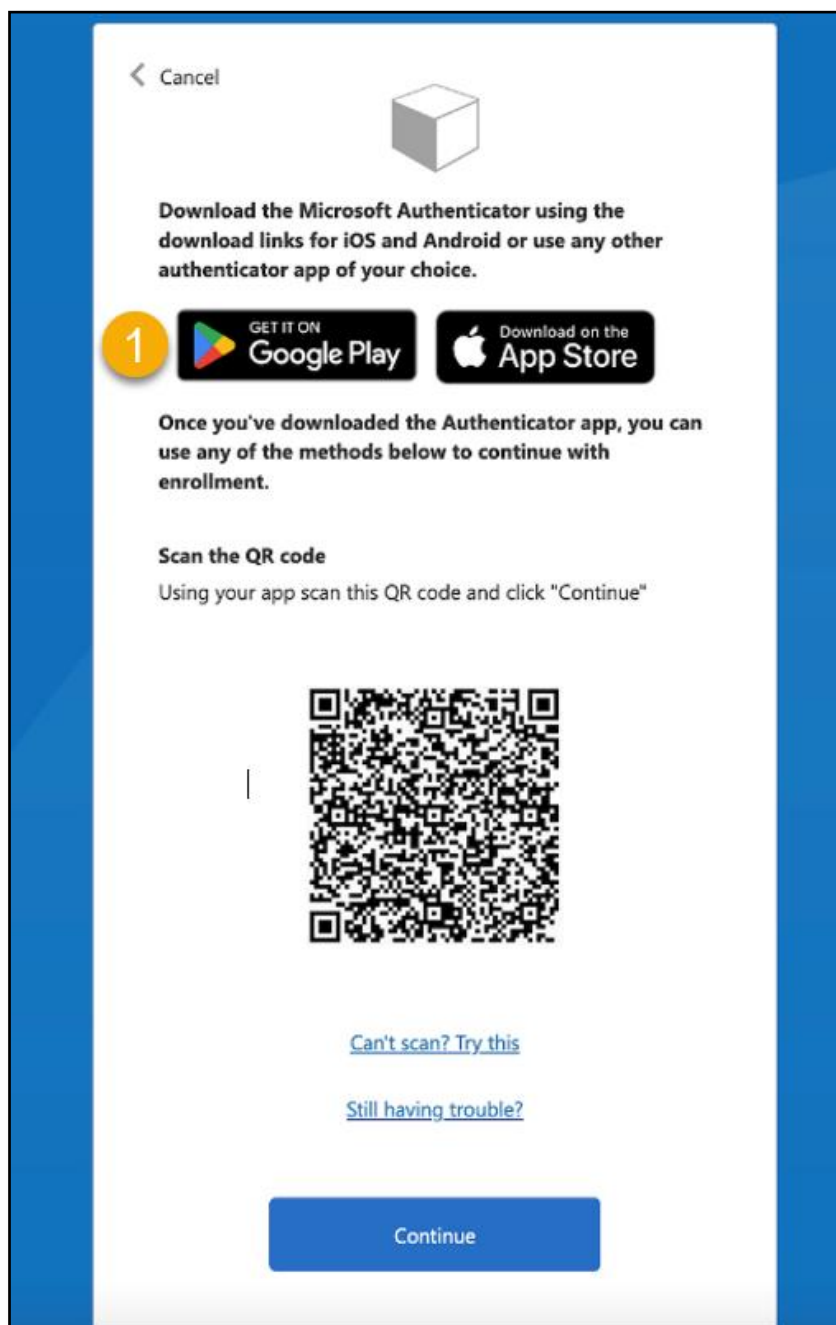 Cancel
Download the Microsoft Authenticator using the
download links for iOS and Android or use any other
authenticator app of your choice.
1
GET IT ON
Google Play
Download on the
App Store
Once you've downloaded the Authenticator app, you can
use any of the methods below to continue with
enrollment.
Scan the QR code
Using your app scan this QR code and click "Continue"
Can't scan? Try this
Still having trouble?
Continue